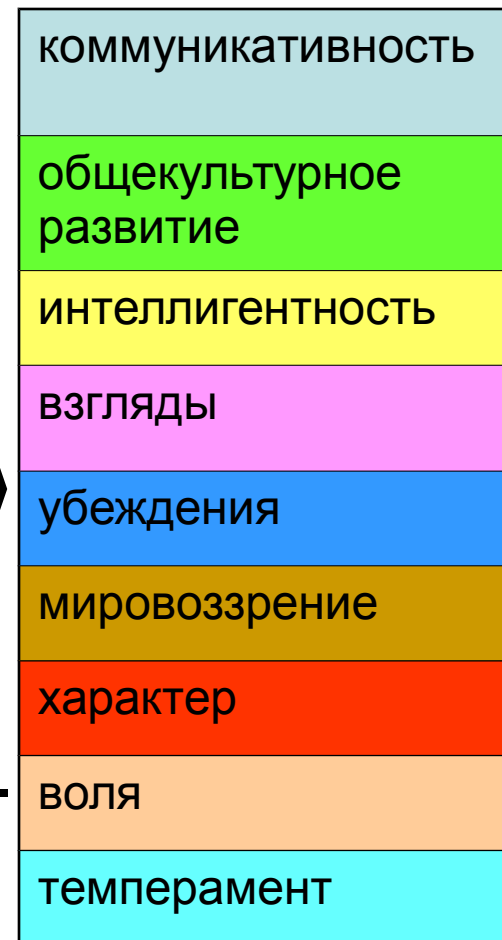 коммуникативность
общекультурное
развитие
интеллигентность
взгляды
убеждения
мировоззрение
характер
воля
темперамент